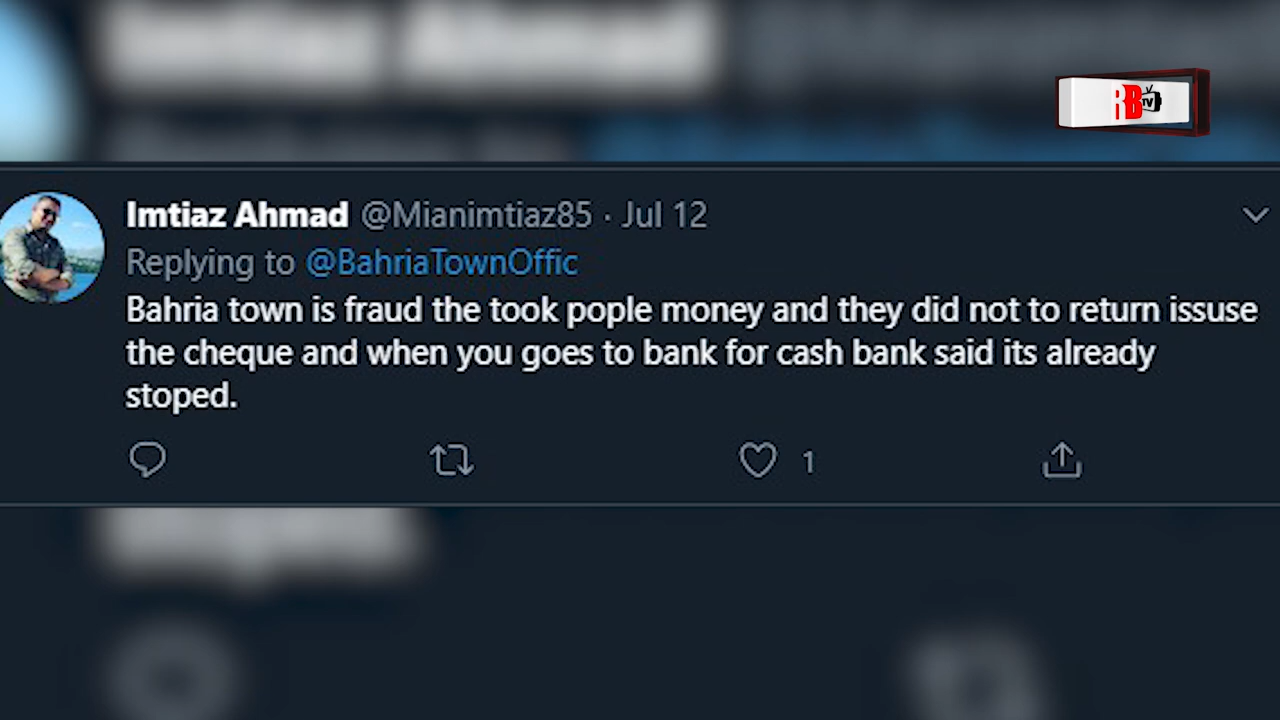 RBTV
Imtiaz Ahmad @Mianimtiaz85 · Jul 12
Replying to @BahriaTownOffic
Bahria town is fraud the took pople money and they did not to return issuse
the cheque and when you goes to bank for cash bank said its already
stoped.
1